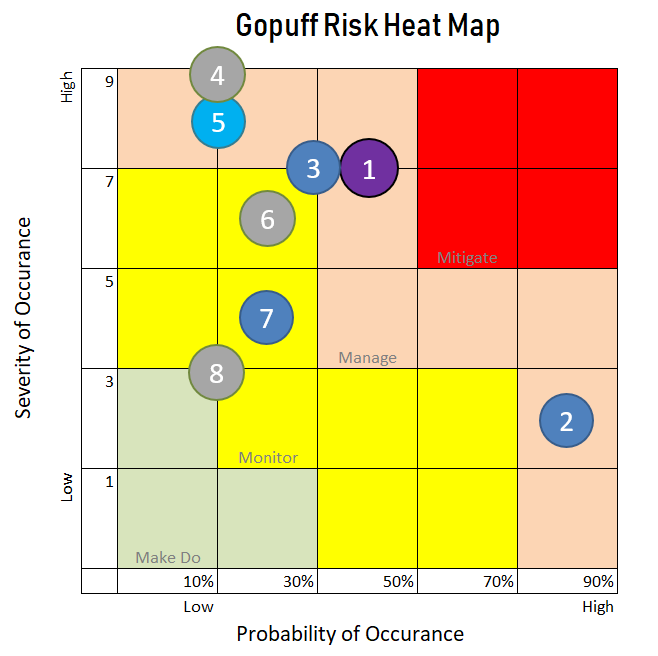 Gopuff Risk Heat Map
High
9
4
5
3
1
7
6
Mitigate
5
7
Manage
8
3
2
Monitor
Low
1
Make Do
10% 30% 50% 70% 90%
Low High
Severity of Occurance
Probability of Occurance